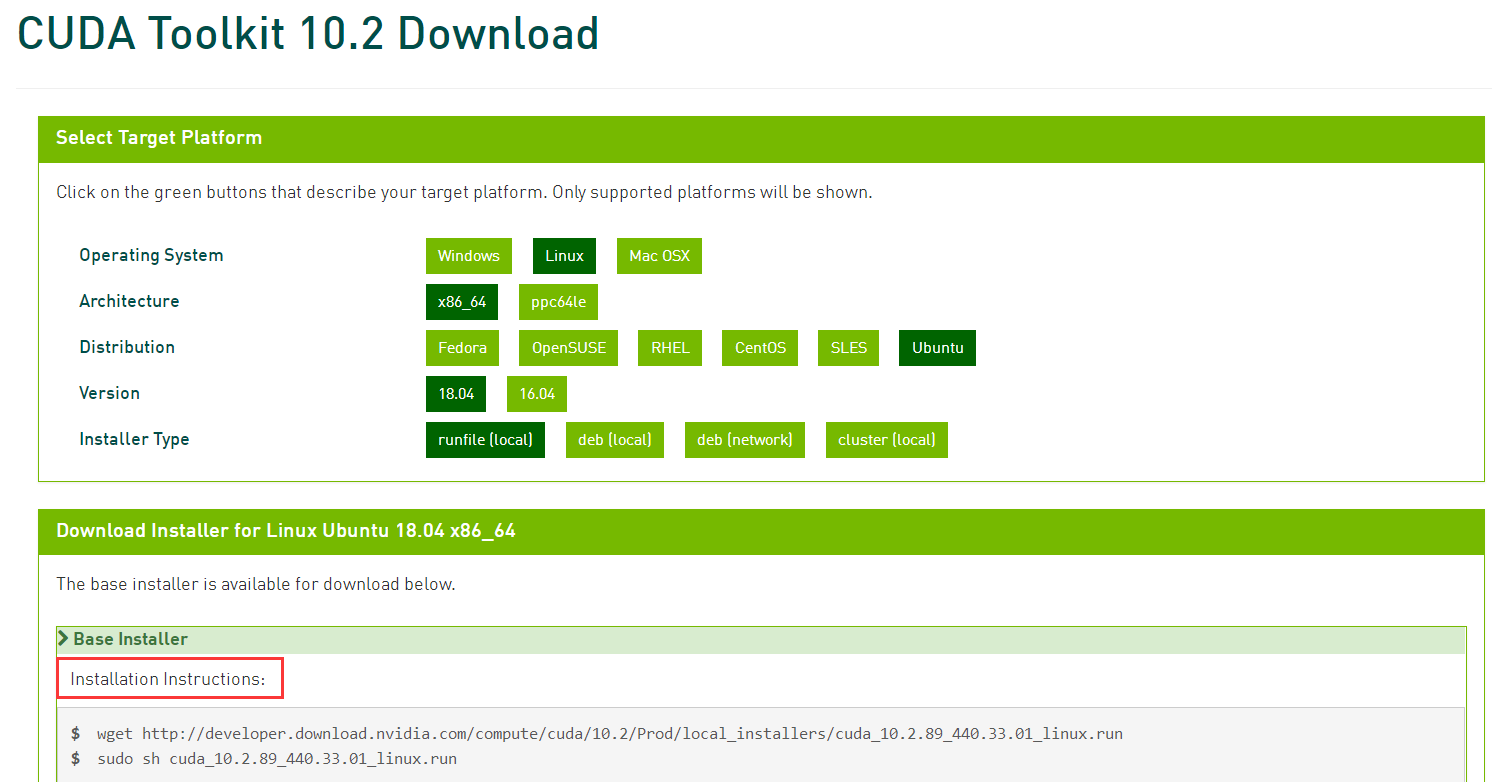 CUDA Toolkit 10.2 Download
Select Target Platform
Click on the green buttons that describe your target platform. Only supported platforms will be shown.
Operating System Windows Linux Mac OSX
Architecture x86_64 ppc64le
Distribution Fedora OpenSUSE RHEL CentOS SLES Ubuntu
Version 18.04 16.04
Installer Type runfile (local) deb (local) deb (network) cluster (local)
Download Installer for Linux Ubuntu 18.04 x86_64
The base installer is available for download below.
Base Installer
Installation Instructions:
$ wget http://developer.download.nvidia.com/compute/cuda/10.2/Prod/local_installers/cuda_10.2.89_440.33.01_linux.run
$ sudo sh cuda_10.2.89_440.33.01_linux.run